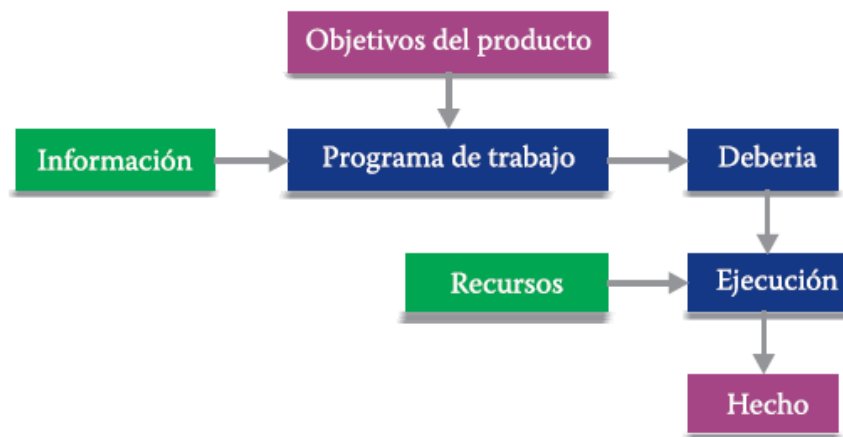 Objetivos del producto
Información
Programa de trabajo
Deberia
Recursos
Ejecución
Hecho